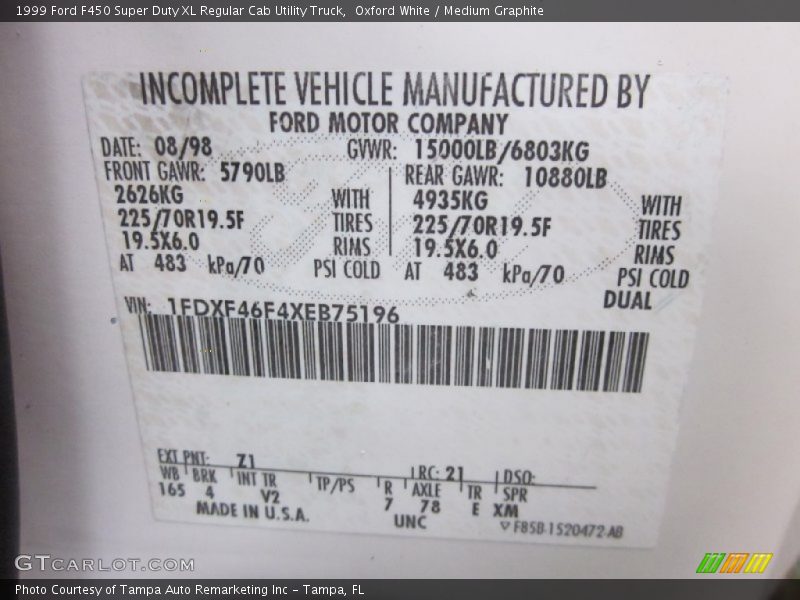 1999 Ford F450 Super Duty XL Regular Cab Utility Truck, Oxford White / Medium Graphite
INCOMPLETE VEHICLE MANUFACTURED BY
FORD MOTOR COMPANY
DATE: 08/98 GVWR: 15000LB/6803KG
FRONT GAWR: 5790LB REAR GAWR: 10880LB
2626KG WITH 4935KG WITH
225/70R19.5F TIRES 225/70R19.5F TIRES
19.5X6.0 RIMS 19.5X6.0 RIMS
AT 483 kPa/70 PSI COLD AT 483 kPa/70 PSI COLD
DUAL
VIN: 1FDXF46F4XEB75196
EXT PNT: Z1 RC: 21 DSO:
WB BRK INT TR TP/PS R AXLE TR SPR
165 4 V2 7 78 E XM
MADE IN U.S.A. UNC F85B-1520472-AB
GTCARLOT.COM
Photo Courtesy of Tampa Auto Remarketing Inc - Tampa, FL